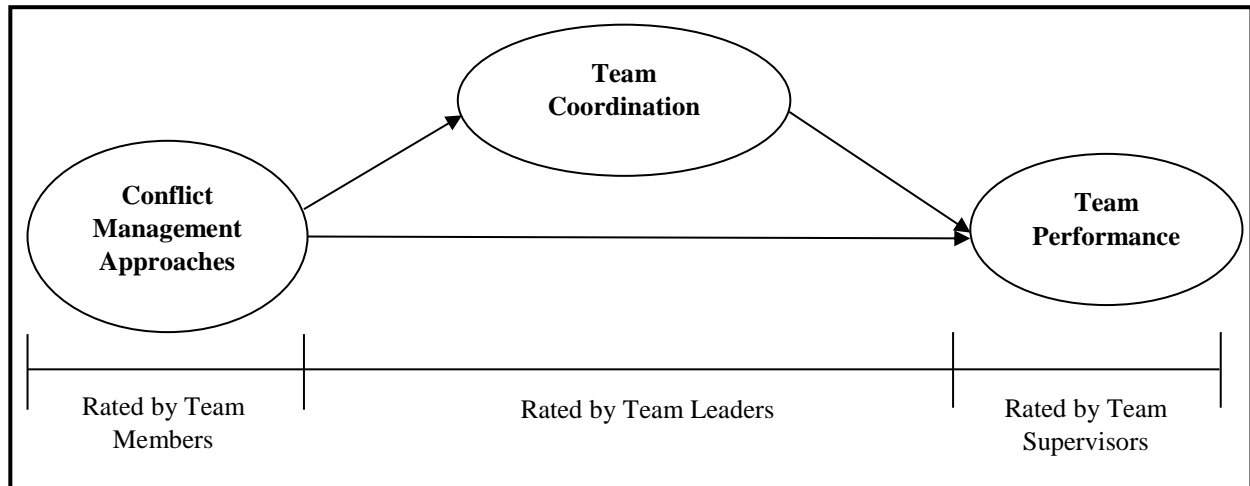 Team
Coordination
Conflict
Management
Approaches
Team
Performance
Rated by Team
Members
Rated by Team Leaders
Rated by Team
Supervisors